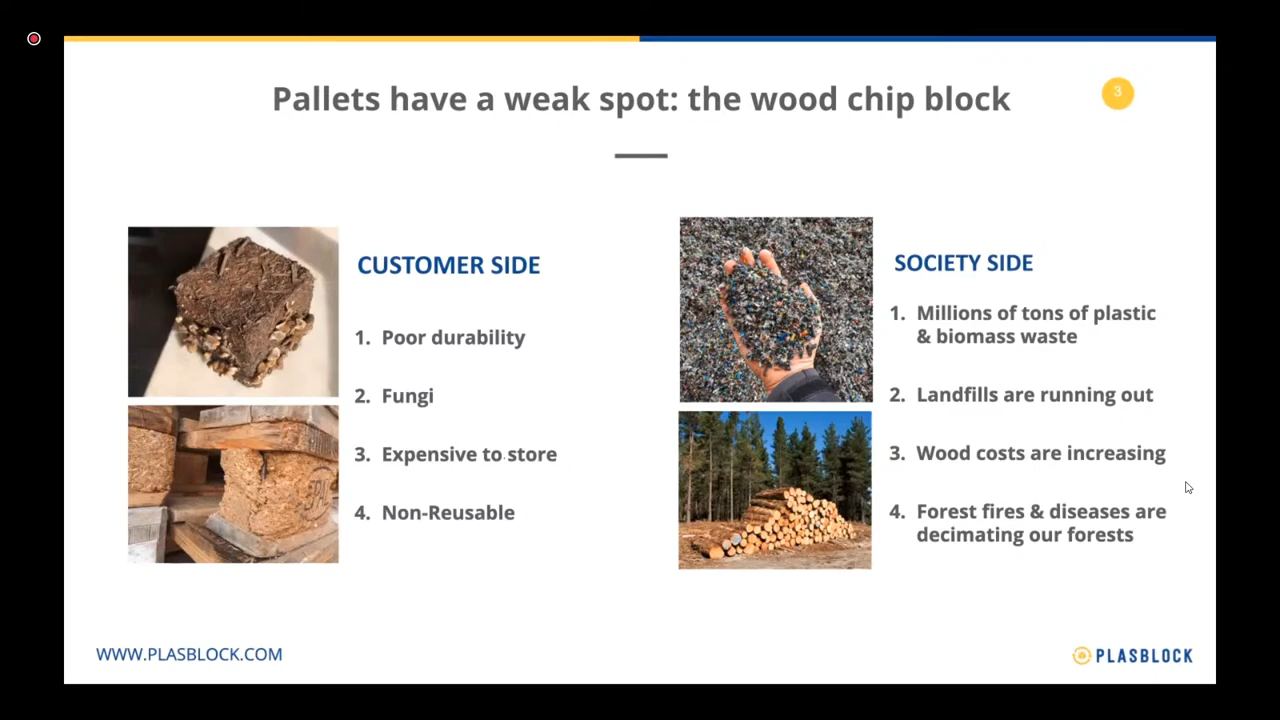 Pallets have a weak spot: the wood chip block
3
CUSTOMER SIDE
1. Poor durability
2. Fungi
3. Expensive to store
4. Non-Reusable
SOCIETY SIDE
1. Millions of tons of plastic
& biomass waste
2. Landfills are running out
3. Wood costs are increasing
4. Forest fires & diseases are
decimating our forests
WWW.PLASBLOCK.COM
PLASBLOCK